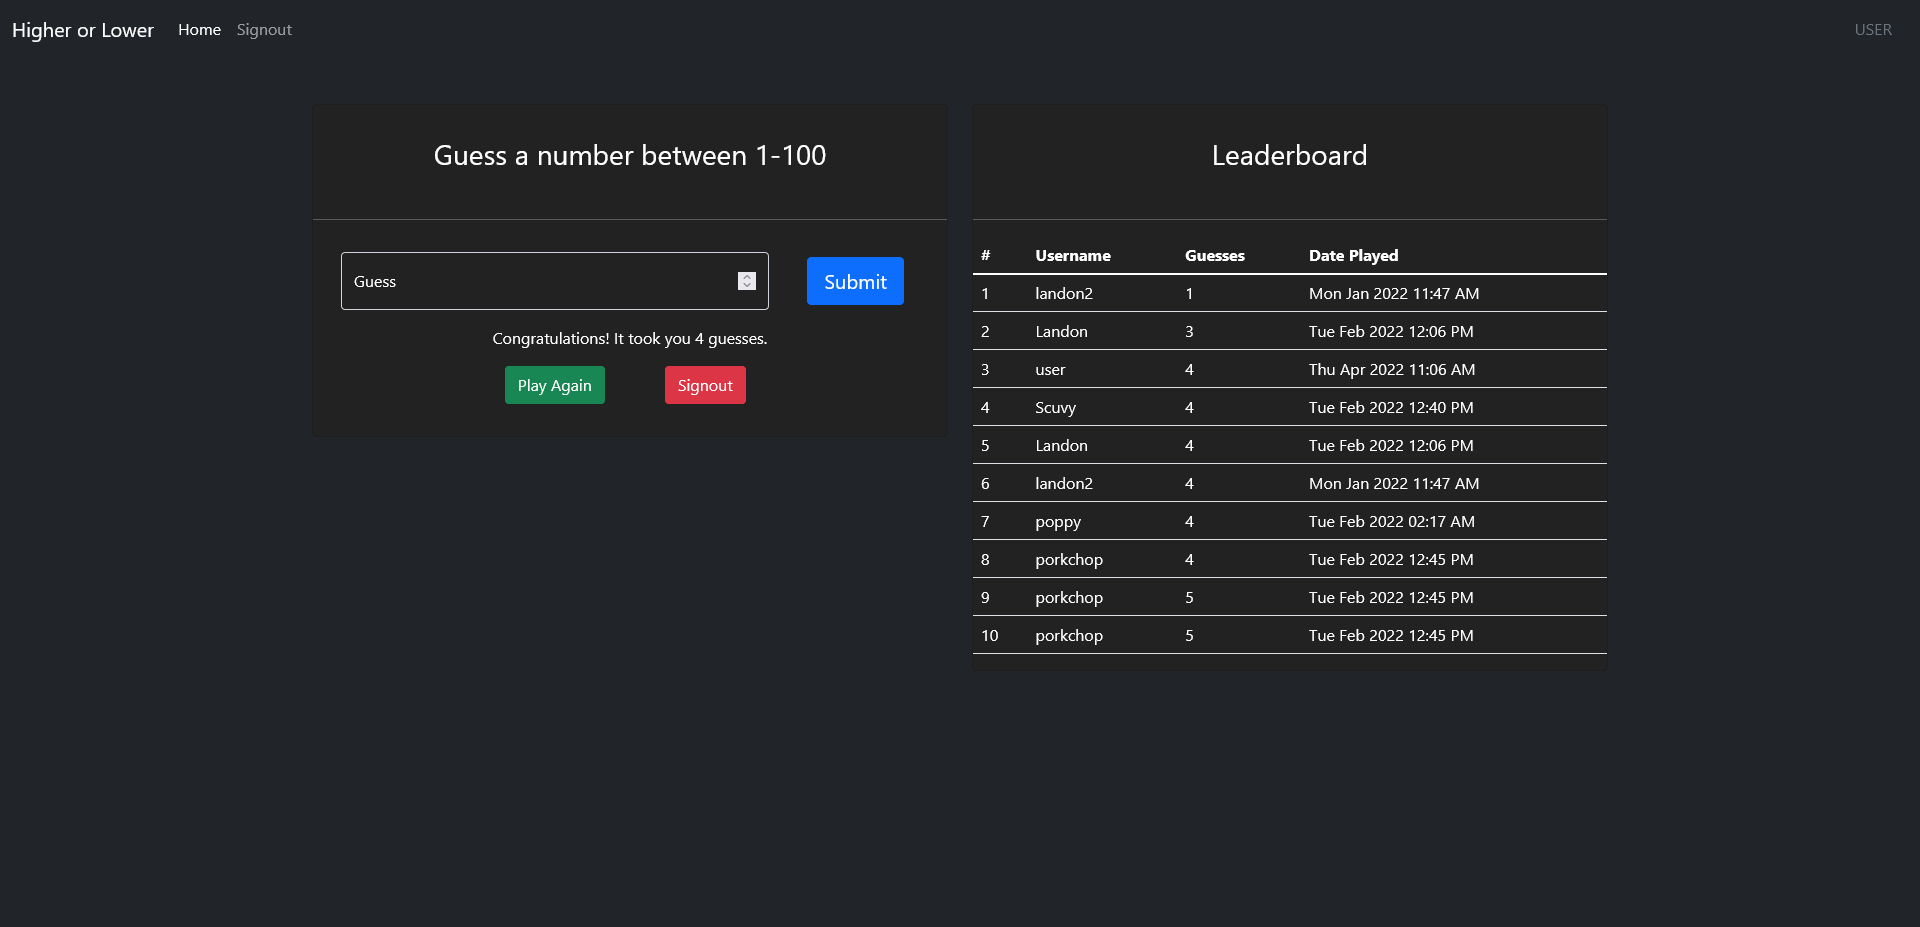 Higher or Lower Home Signout USER
Guess a number between 1-100
Guess
Submit
Congratulations! It took you 4 guesses.
Play Again Signout
Leaderboard
# Username Guesses Date Played
1 landon2 1 Mon Jan 2022 11:47 AM
2 Landon 3 Tue Feb 2022 12:06 PM
3 user 4 Thu Apr 2022 11:06 AM
4 Scuvy 4 Tue Feb 2022 12:40 PM
5 Landon 4 Tue Feb 2022 12:06 PM
6 landon2 4 Mon Jan 2022 11:47 AM
7 poppy 4 Tue Feb 2022 02:17 AM
8 porkchop 4 Tue Feb 2022 12:45 PM
9 porkchop 5 Tue Feb 2022 12:45 PM
10 porkchop 5 Tue Feb 2022 12:45 PM